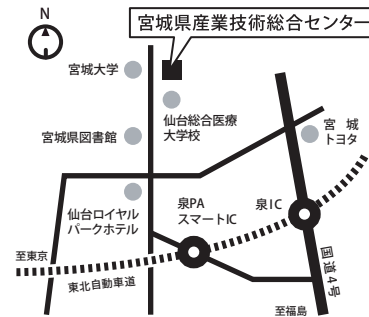 N
宮城県産業技術総合センター
宮城大学
仙台総合医療
大学校
宮城県図書館
宮　城
トヨタ
仙台ロイヤル
パークホテル
泉PA
スマートIC
泉IC
至東京
東北自動車道
国道4号
至福島